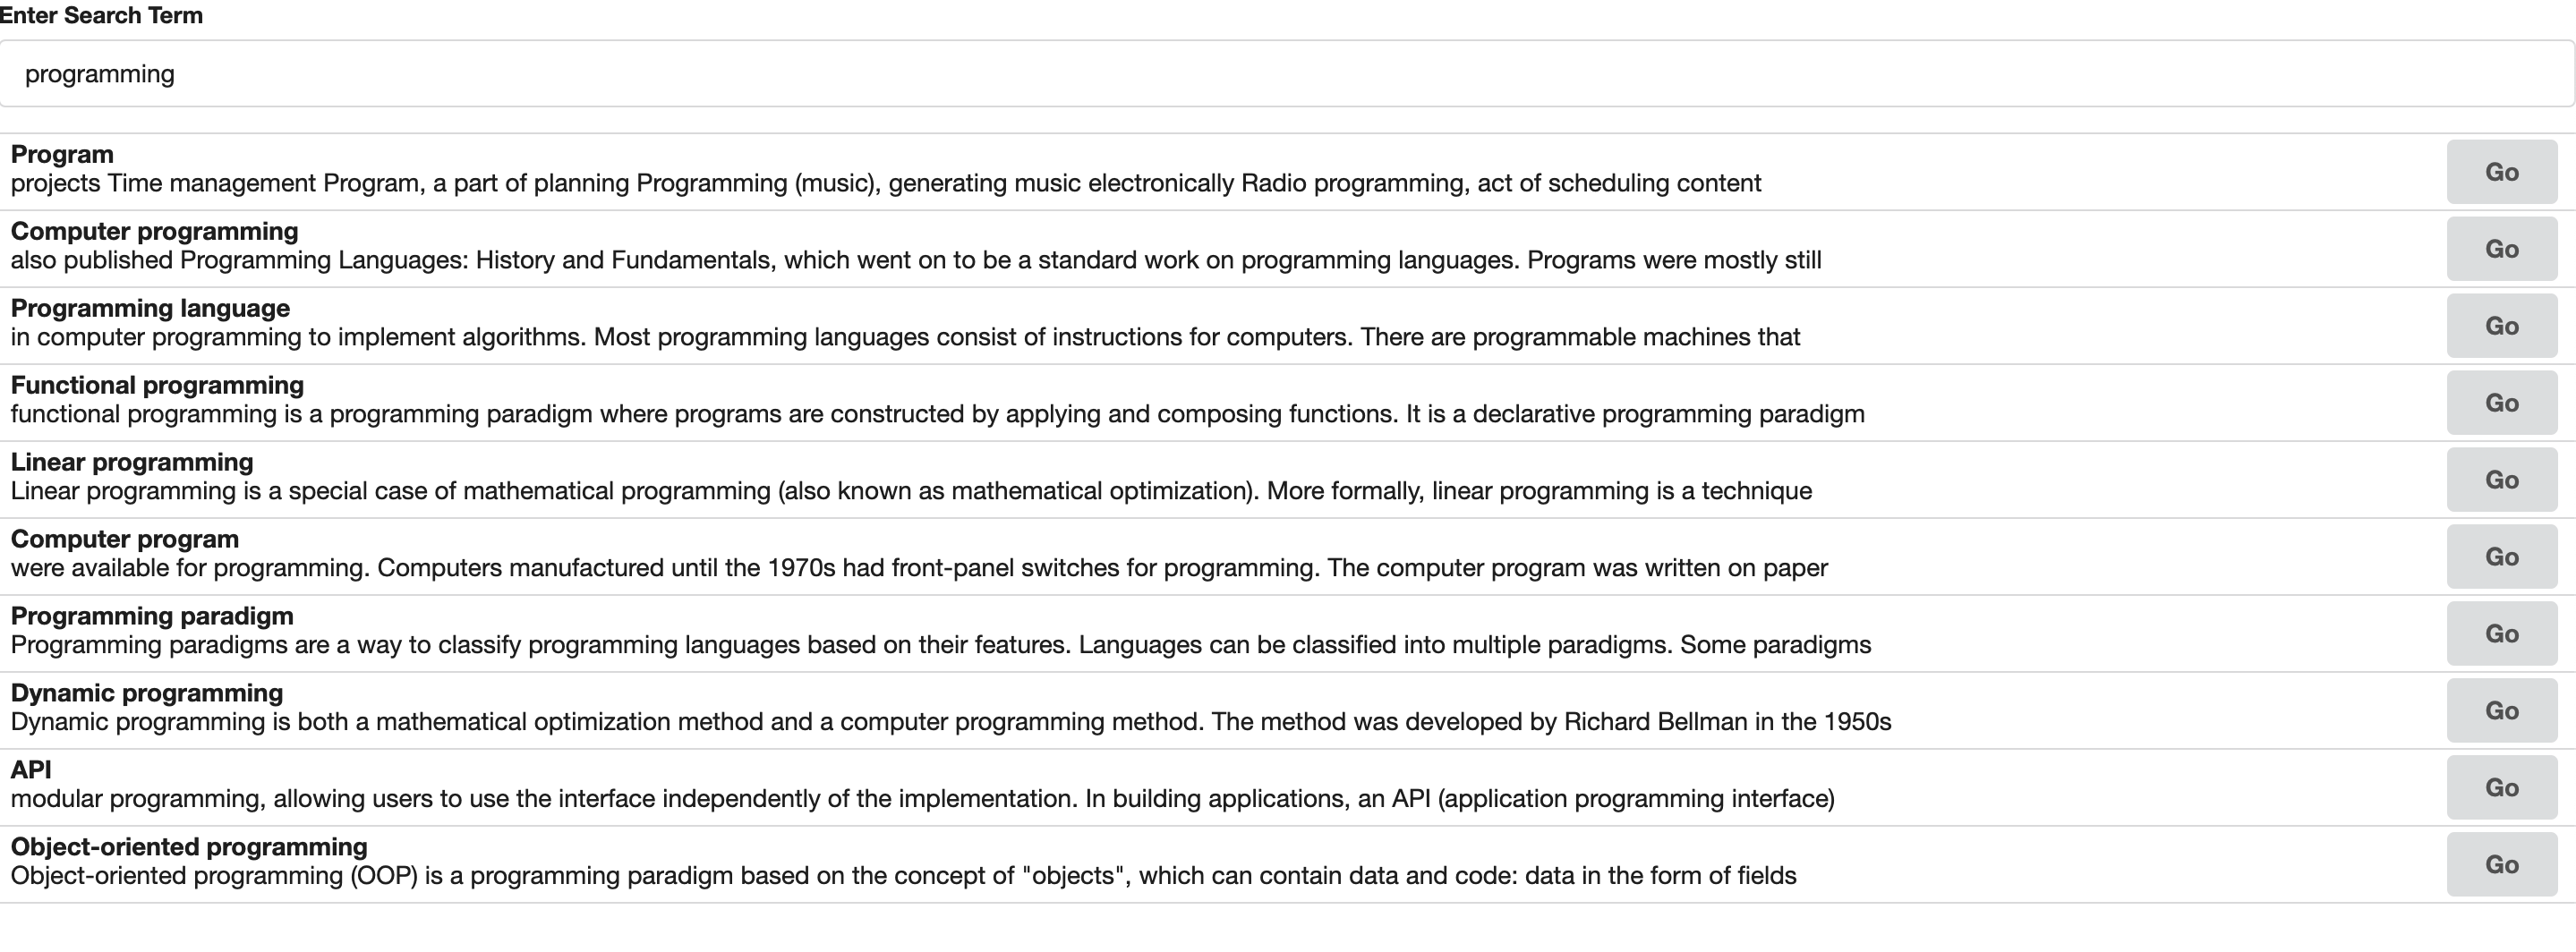 Enter Search Term
programming
Program
projects Time management Program, a part of planning Programming (music), generating music electronically Radio programming, act of scheduling content
Go
Computer programming
also published Programming Languages: History and Fundamentals, which went on to be a standard work on programming languages. Programs were mostly still
Go
Programming language
in computer programming to implement algorithms. Most programming languages consist of instructions for computers. There are programmable machines that
Go
Functional programming
functional programming is a programming paradigm where programs are constructed by applying and composing functions. It is a declarative programming paradigm
Go
Linear programming
Linear programming is a special case of mathematical programming (also known as mathematical optimization). More formally, linear programming is a technique
Go
Computer program
were available for programming. Computers manufactured until the 1970s had front-panel switches for programming. The computer program was written on paper
Go
Programming paradigm
Programming paradigms are a way to classify programming languages based on their features. Languages can be classified into multiple paradigms. Some paradigms
Go
Dynamic programming
Dynamic programming is both a mathematical optimization method and a computer programming method. The method was developed by Richard Bellman in the 1950s
Go
API
modular programming, allowing users to use the interface independently of the implementation. In building applications, an API (application programming interface)
Go
Object-oriented programming
Object-oriented programming (OOP) is a programming paradigm based on the concept of "objects", which can contain data and code: data in the form of fields
Go